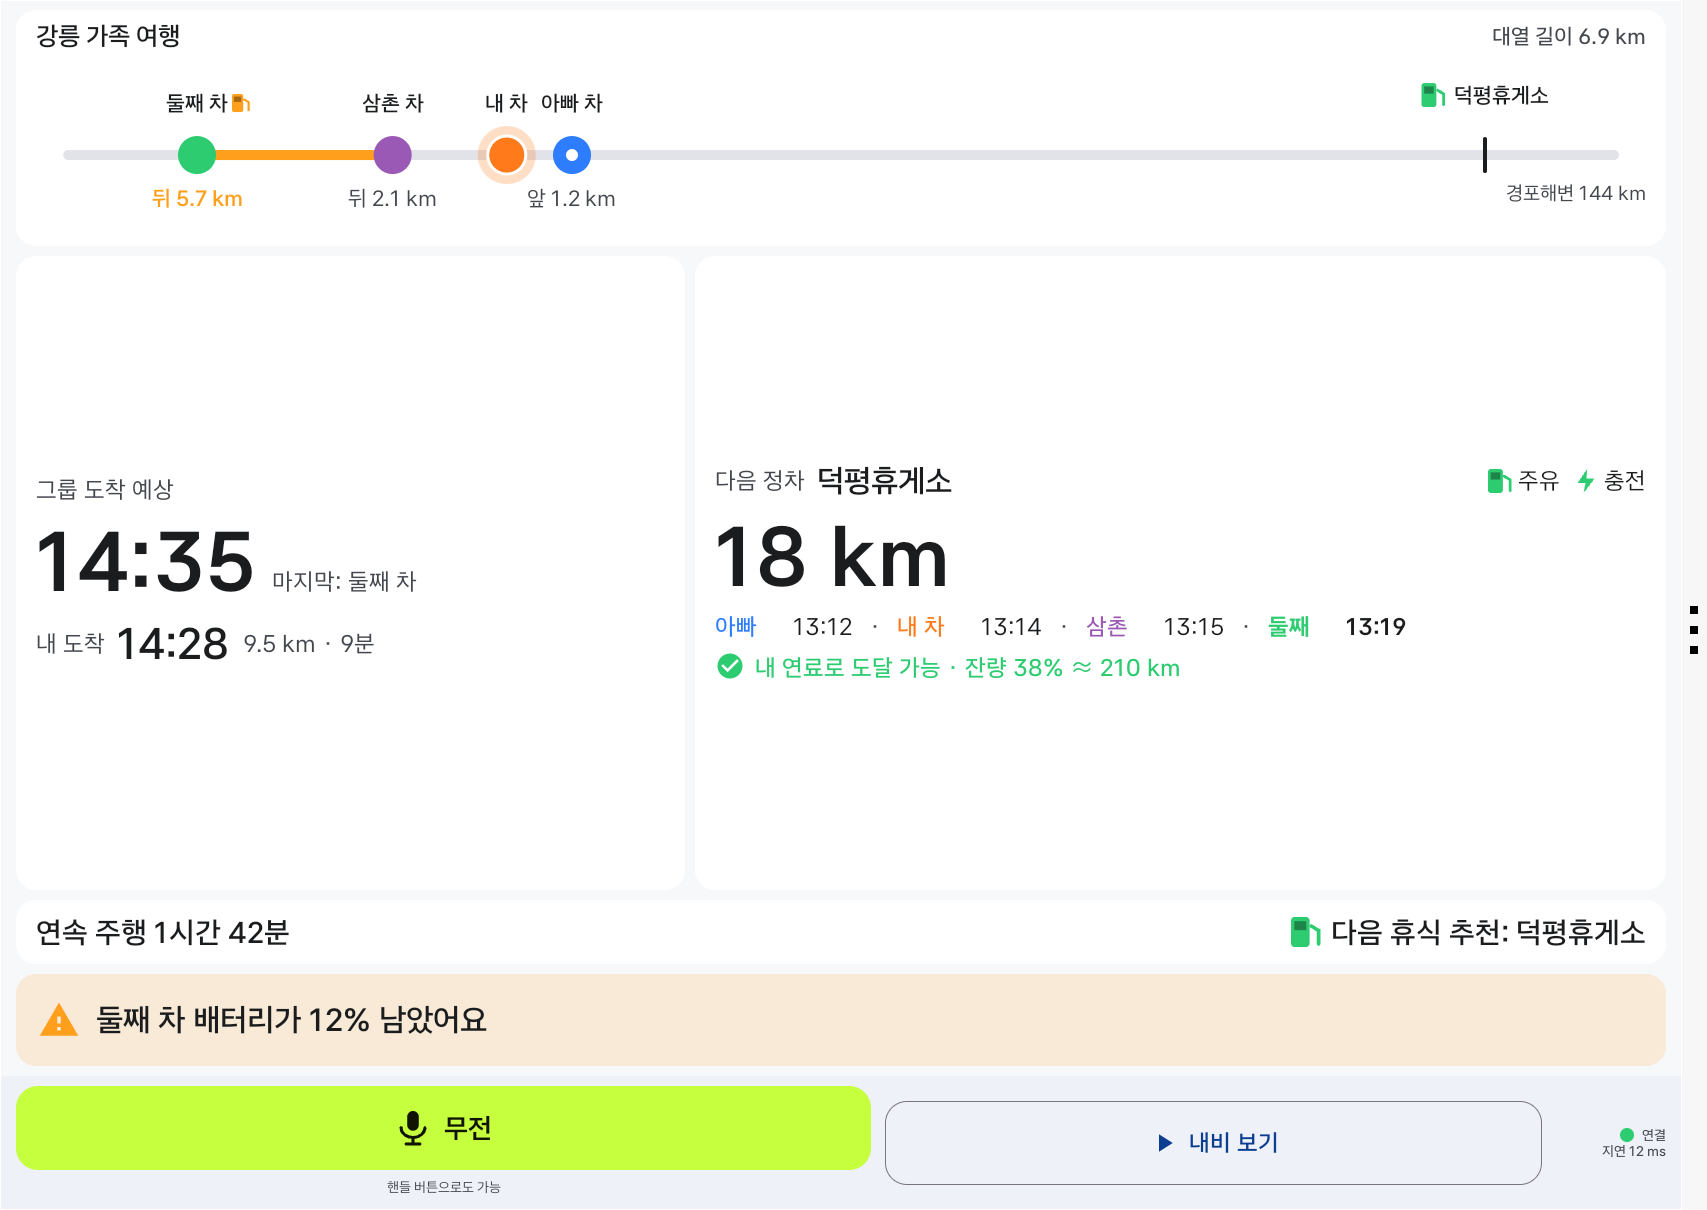 강릉 가족 여행
대열 길이 6.9 km
둘째 차
삼촌 차
내 차
아빠 차
덕평휴게소
뒤 5.7 km
뒤 2.1 km
앞 1.2 km
경포해변 144 km
그룹 도착 예상
14:35 마지막: 둘째 차
내 도착 14:28 9.5 km · 9분
다음 정차 덕평휴게소
주유 충전
18 km
아빠 13:12 · 내 차 13:14 · 삼촌 13:15 · 둘째 13:19
내 연료로 도달 가능 · 잔량 38% ≈ 210 km
연속 주행 1시간 42분
다음 휴식 추천: 덕평휴게소
둘째 차 배터리가 12% 남았어요
무전
핸들 버튼으로도 가능
내비 보기
연결
지연 12 ms